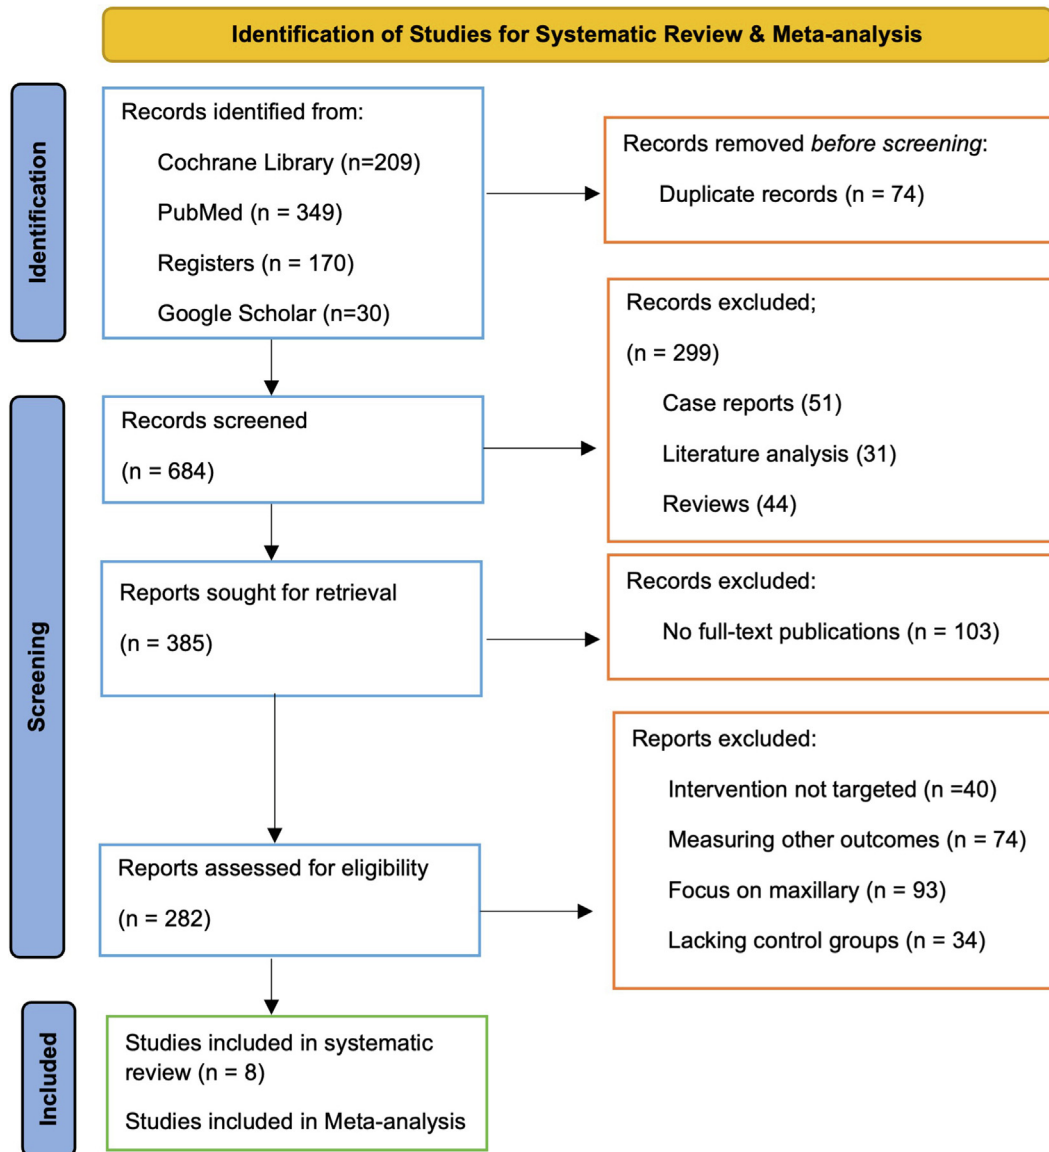 Identification of Studies for Systematic Review & Meta-analysis
Identification
Records identified from:
Cochrane Library (n=209)
PubMed (n = 349)
Registers (n = 170)
Google Scholar (n=30)
Records removed before screening:
Duplicate records (n = 74)
Screening
Records screened
(n = 684)
Records excluded;
(n = 299)
Case reports (51)
Literature analysis (31)
Reviews (44)
Reports sought for retrieval
(n = 385)
Records excluded:
No full-text publications (n = 103)
Reports assessed for eligibility
(n = 282)
Reports excluded:
Intervention not targeted (n =40)
Measuring other outcomes (n = 74)
Focus on maxillary (n = 93)
Lacking control groups (n = 34)
Included
Studies included in systematic
review (n = 8)
Studies included in Meta-analysis